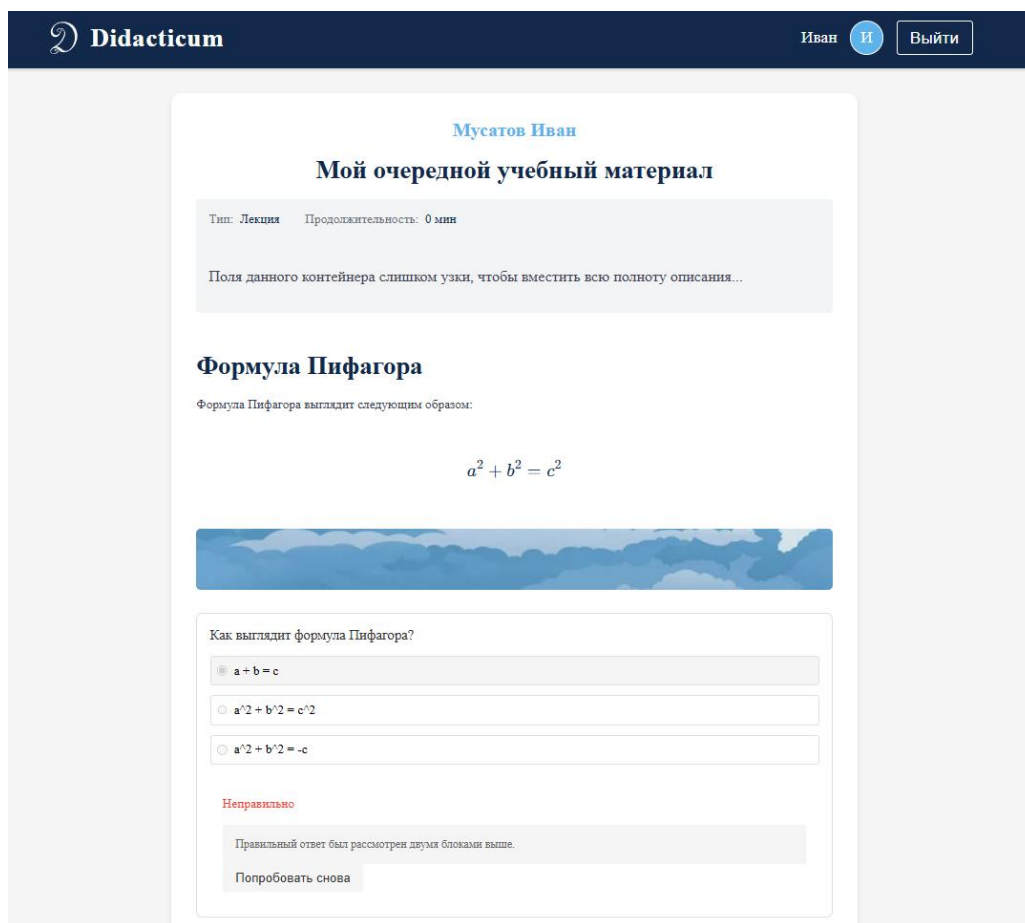 Didacticum
Иван И Выйти
Мусатов Иван
Мой очередной учебный материал
Тип: Лекция Продолжительность: 0 мин
Поля данного контейнера слишком узки, чтобы вместить всю полноту описания...
Формула Пифагора
Формула Пифагора выглядит следующим образом:
a² + b² = c²
Как выглядит формула Пифагора?
a + b = c
a^2 + b^2 = c^2
a^2 + b^2 = -c
Неправильно
Правильный ответ был рассмотрен двумя блоками выше.
Попробовать снова